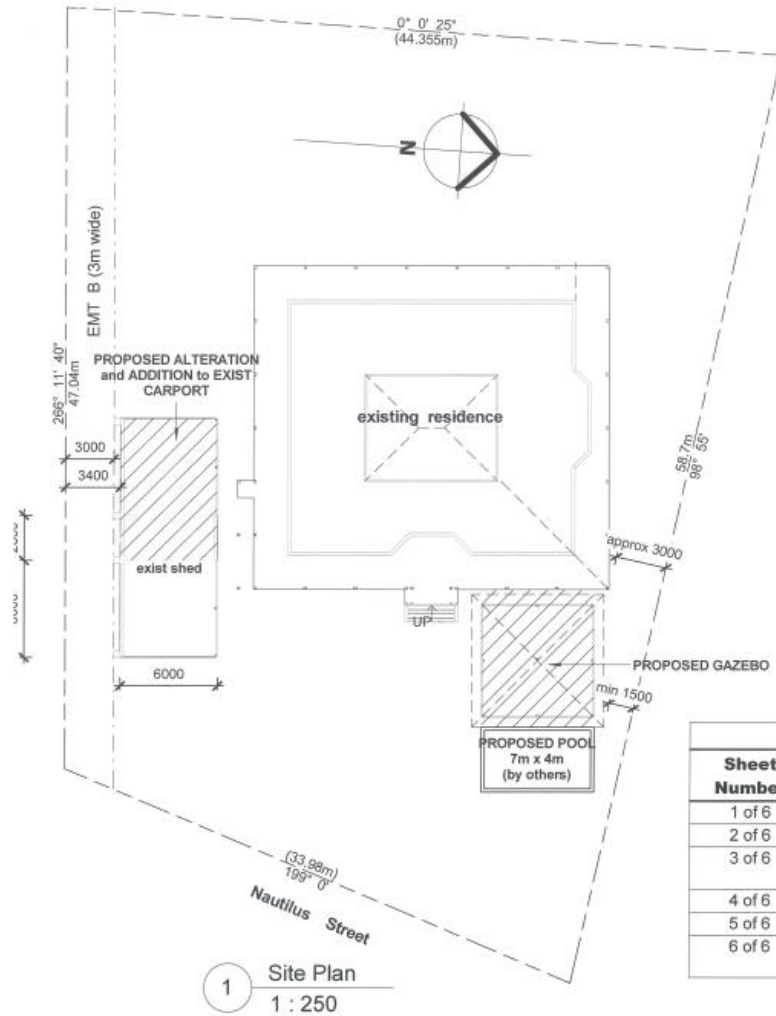 0° 0' 25"
(44.355m)
N
EMT B (3m wide)
266° 11' 40"
47.04m
PROPOSED ALTERATION
and ADDITION to EXIST
CARPORT
3000
3400
exist shed
6000
existing residence
58.7m
98° 55'
approx 3000
UP
PROPOSED GAZEBO
min 1500
PROPOSED POOL
7m x 4m
(by others)
(33.98m)
199° 0'
Nautilus Street
1
Site Plan
1 : 250
Sheet
Numbe
1 of 6
2 of 6
3 of 6
4 of 6
5 of 6
6 of 6